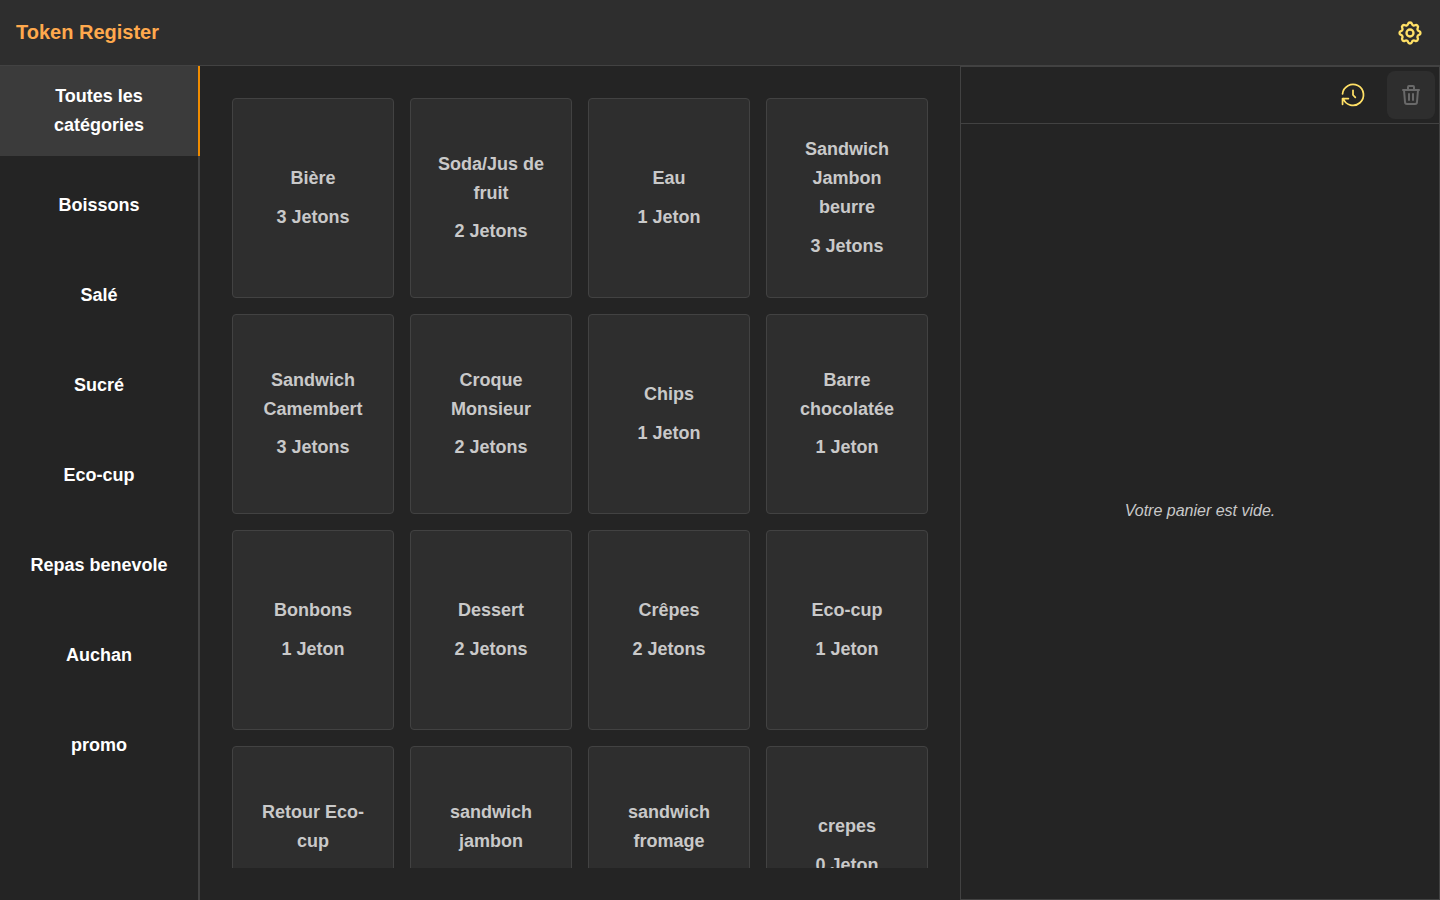 Token Register
Toutes les
catégories
Boissons
Salé
Sucré
Eco-cup
Repas benevole
Auchan
promo
Bière
3 Jetons
Soda/Jus de
fruit
2 Jetons
Eau
1 Jeton
Sandwich
Jambon
beurre
3 Jetons
Sandwich
Camembert
3 Jetons
Croque
Monsieur
2 Jetons
Chips
1 Jeton
Barre
chocolatée
1 Jeton
Bonbons
1 Jeton
Dessert
2 Jetons
Crêpes
2 Jetons
Eco-cup
1 Jeton
Retour Eco-
cup
sandwich
jambon
sandwich
fromage
crepes
0 Jeton
Votre panier est vide.